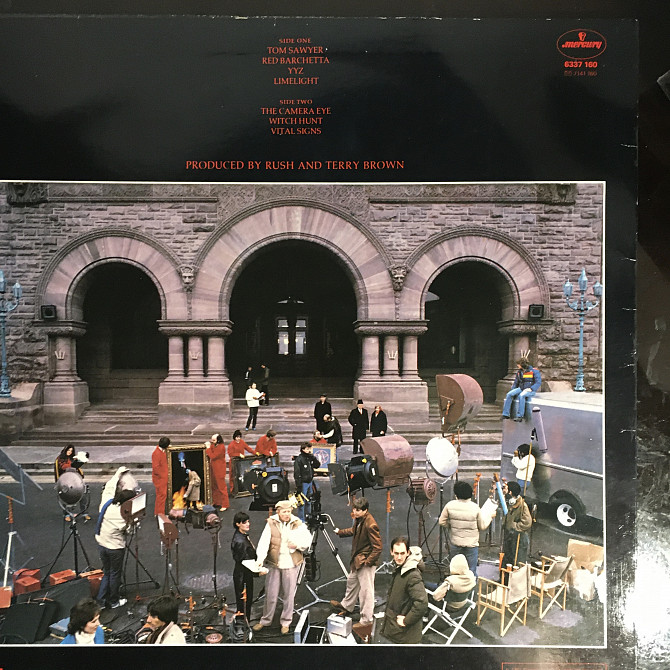 SIDE ONE
TOM SAWYER
RED BARCHETTA
YYZ
LIMELIGHT
SIDE TWO
THE CAMERA EYE
WITCH HUNT
VITAL SIGNS
PRODUCED BY RUSH AND TERRY BROWN
mercury
6337 160